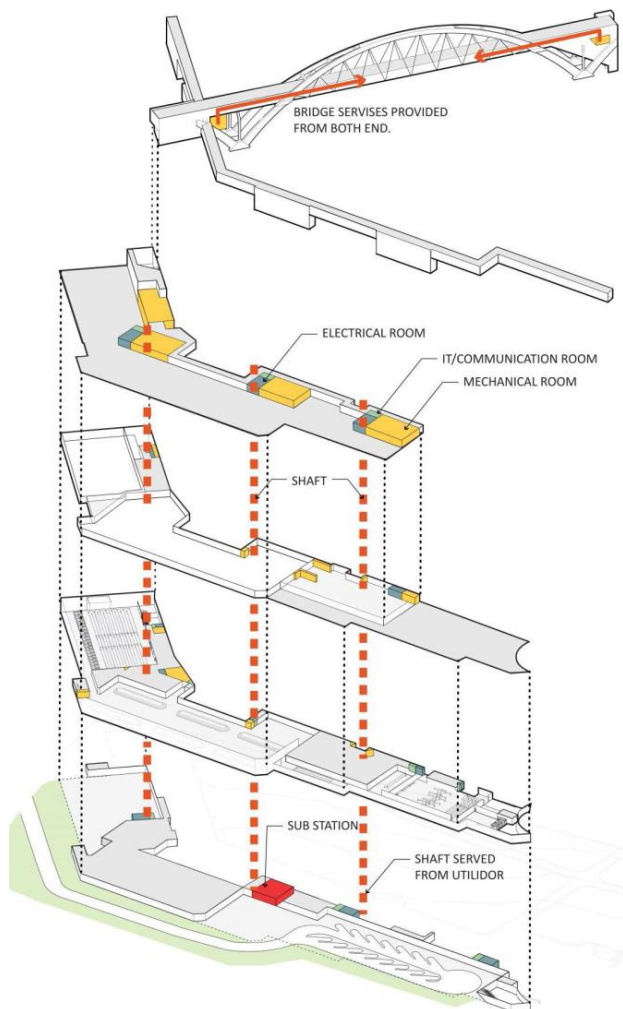 BRIDGE SERVISES PROVIDED
FROM BOTH END.
ELECTRICAL ROOM
IT/COMMUNICATION ROOM
MECHANICAL ROOM
SHAFT
SUB STATION
SHAFT SERVED
FROM UTILIDOR